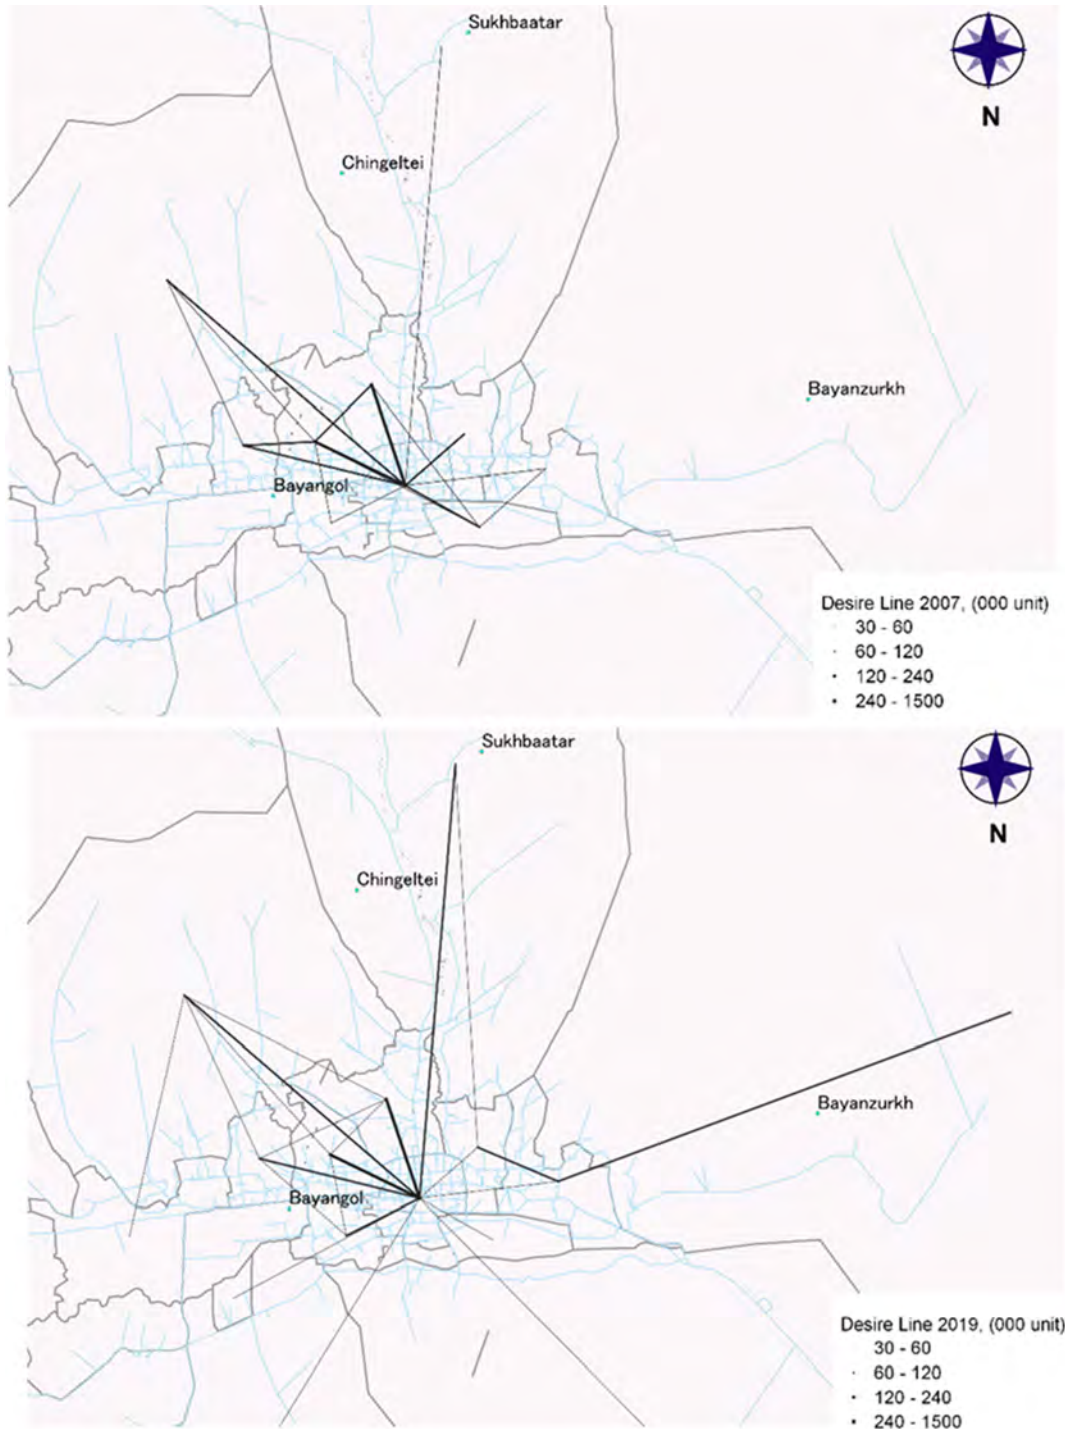 Sukhbaatar
N
Chingeltei
Bayanzurkh
Bayangol
Desire Line 2007, (000 unit)
30 - 60
60 - 120
120 - 240
240 - 1500
Sukhbaatar
N
Chingeltei
Bayanzurkh
Bayangol
Desire Line 2019, (000 unit)
30 - 60
60 - 120
120 - 240
240 - 1500